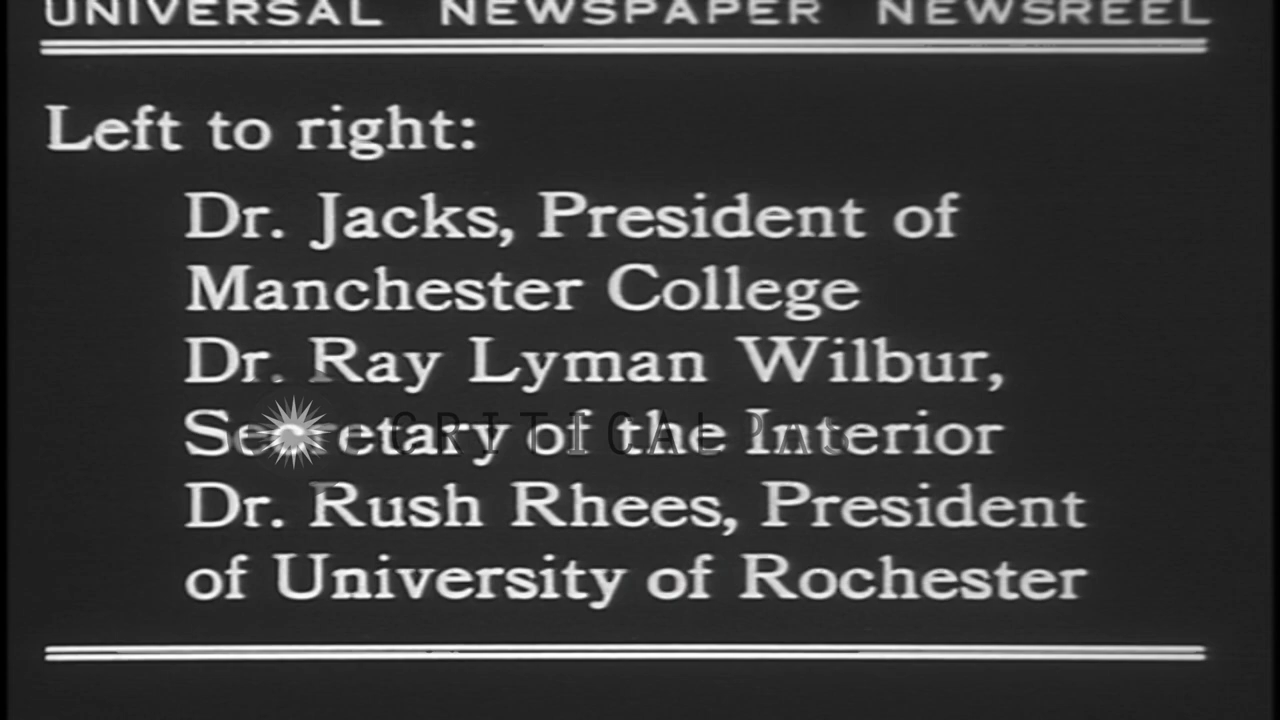 UNIVERSAL NEWSPAPER NEWSREEL
Left to right:
Dr. Jacks, President of
Manchester College
Dr. Ray Lyman Wilbur,
Secretary of the Interior
Dr. Rush Rhees, President
of University of Rochester
CRITICALPAS